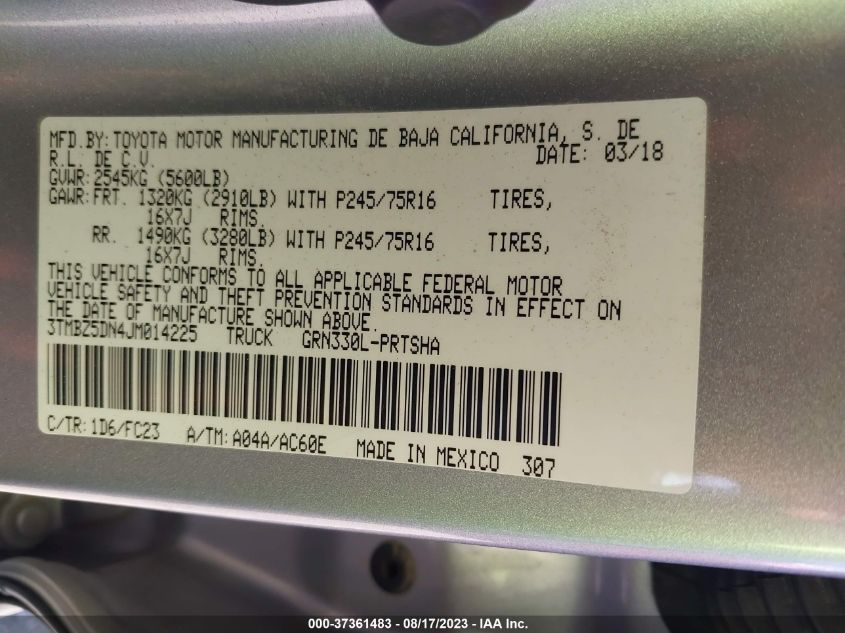 MFD.BY:TOYOTA MOTOR MANUFACTURING DE BAJA CALIFORNIA, S. DE
R.L. DE C.V. DATE: 03/18
GVWR:2545KG (5600LB)
GAWR:FRT. 1320KG (2910LB) WITH P245/75R16 TIRES,
16X7J RIMS.
RR. 1490KG (3280LB) WITH P245/75R16 TIRES,
16X7J RIMS.
THIS VEHICLE CONFORMS TO ALL APPLICABLE FEDERAL MOTOR
VEHICLE SAFETY AND THEFT PREVENTION STANDARDS IN EFFECT ON
THE DATE OF MANUFACTURE SHOWN ABOVE.
3TMBZ5DN4JM014225 TRUCK GRN330L-PRTSHA
C/TR:1D6/FC23 A/TM:A04A/AC60E MADE IN MEXICO 307
000-37361483 - 08/17/2023 - IAA Inc.